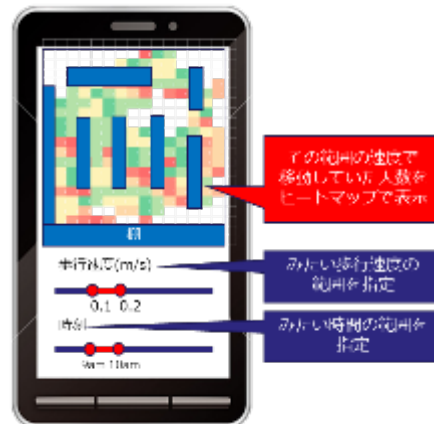 その範囲の速度で
移動していた人数を
ヒートマップで表示
棚
歩行速度(m/s)
みたい歩行速度の
範囲を指定
0.1 0.2
時刻
みたい時間の範囲を
指定
9am 10am